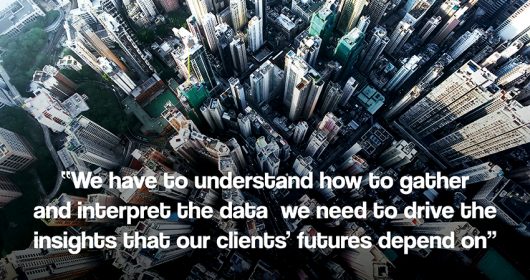 “We have to understand how to gather
and interpret the data  we need to drive the
insights that our clients’ futures depend on”